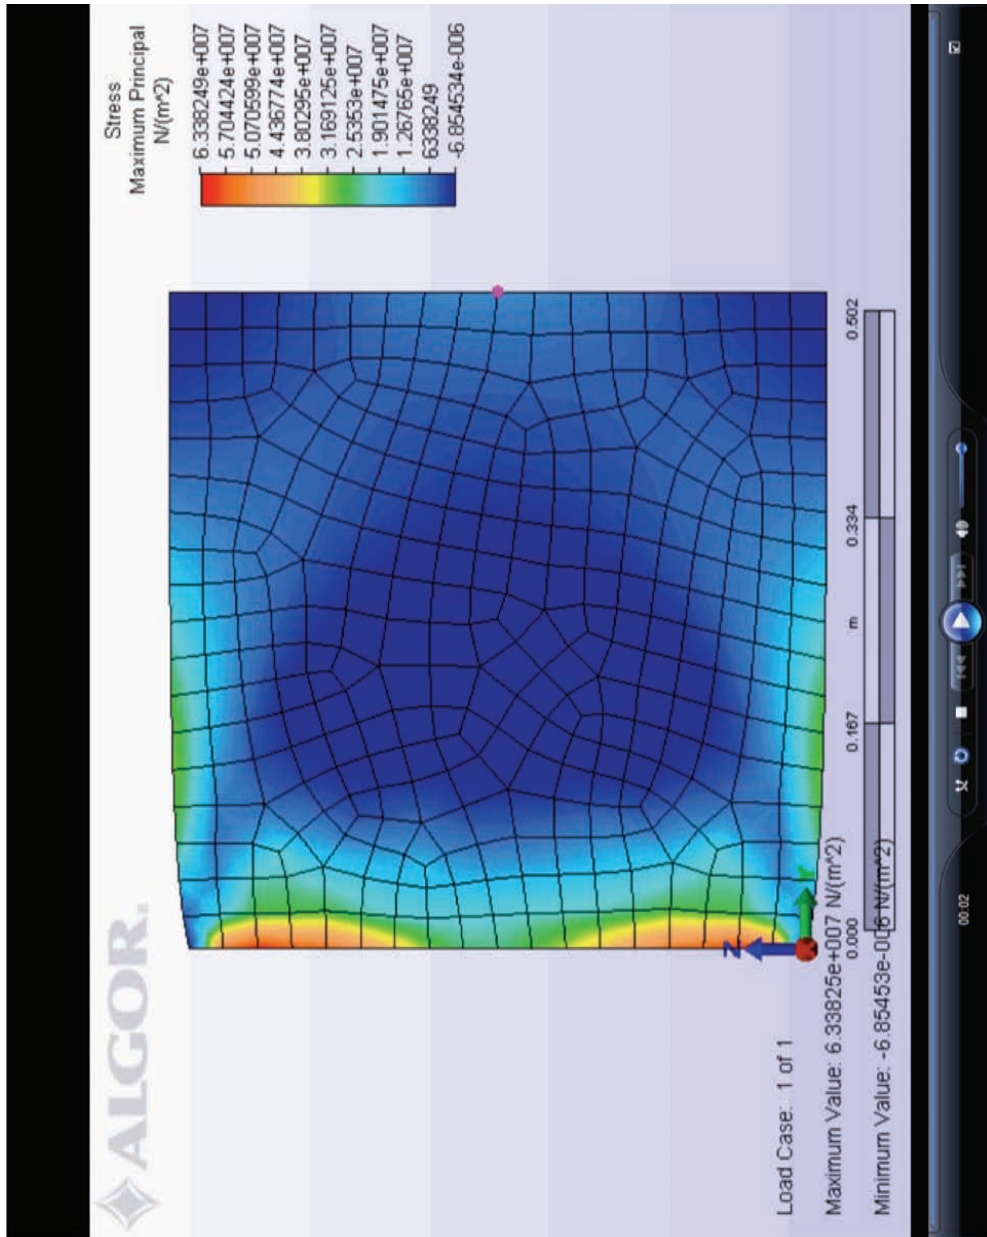 ALGOR.
Stress
Maximum Principal
N/(m^2)
6.338249e+007
5.704424e+007
5.070599e+007
4.436774e+007
3.80295e+007
3.169125e+007
2.5353e+007
1.901475e+007
1.26765e+007
6338249
-6.854534e-006
Z
Y
Load Case: 1 of 1
Maximum Value: 6.33825e+007 N/(m^2)
Minimum Value: -6.85453e-006 N/(m^2)
0.000
0.167
m
0.334
0.502
00:02